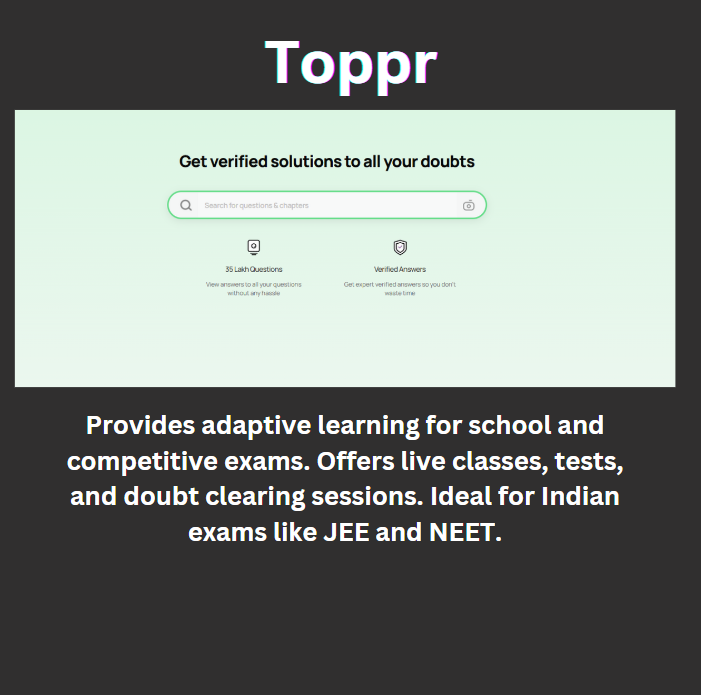 Toppr
Get verified solutions to all your doubts
Search for questions & chapters
35 Lakh Questions
View answers to all your questions
without any hassle
Verified Answers
Get expert verified answers so you don't
waste time
Provides adaptive learning for school and
competitive exams. Offers live classes, tests,
and doubt clearing sessions. Ideal for Indian
exams like JEE and NEET.